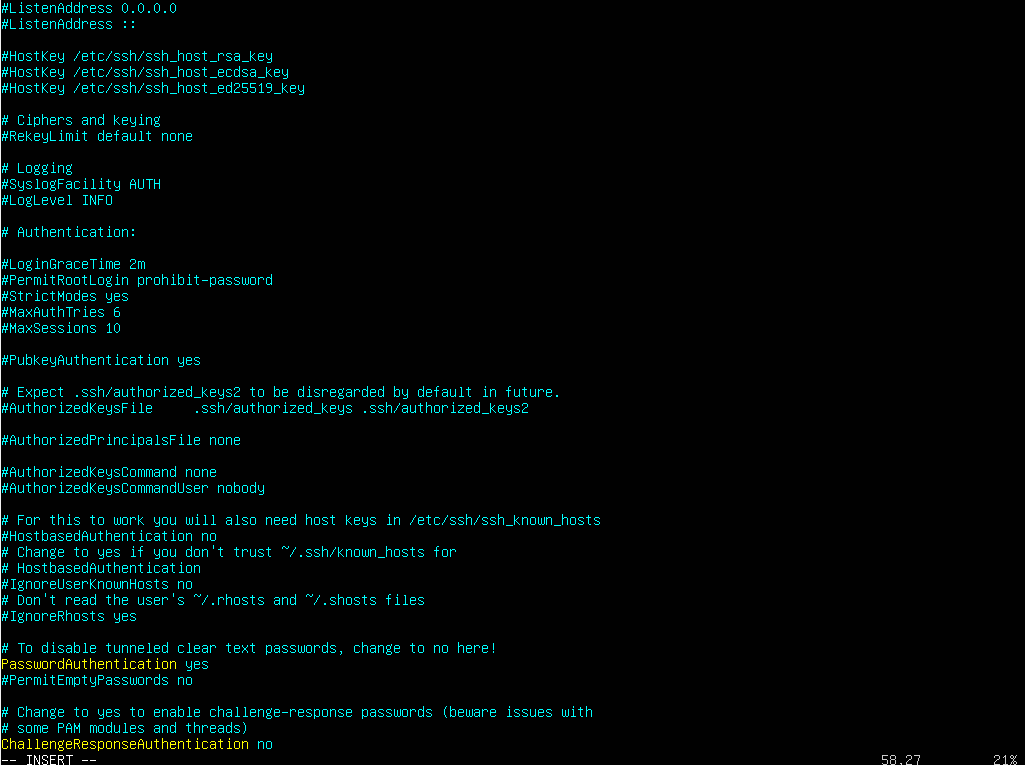 #ListenAddress 0.0.0.0
#ListenAddress ::
#HostKey /etc/ssh/ssh_host_rsa_key
#HostKey /etc/ssh/ssh_host_ecdsa_key
#HostKey /etc/ssh/ssh_host_ed25519_key
# Ciphers and keying
#RekeyLimit default none
# Logging
#SyslogFacility AUTH
#LogLevel INFO
# Authentication:
#LoginGraceTime 2m
#PermitRootLogin prohibit-password
#StrictModes yes
#MaxAuthTries 6
#MaxSessions 10
#PubkeyAuthentication yes
# Expect .ssh/authorized_keys2 to be disregarded by default in future.
#AuthorizedKeysFile     .ssh/authorized_keys .ssh/authorized_keys2
#AuthorizedPrincipalsFile none
#AuthorizedKeysCommand none
#AuthorizedKeysCommandUser nobody
# For this to work you will also need host keys in /etc/ssh/ssh_known_hosts
#HostbasedAuthentication no
# Change to yes if you don't trust ~/.ssh/known_hosts for
# HostbasedAuthentication
#IgnoreUserKnownHosts no
# Don't read the user's ~/.rhosts and ~/.shosts files
#IgnoreRhosts yes
# To disable tunneled clear text passwords, change to no here!
PasswordAuthentication yes
#PermitEmptyPasswords no
# Change to yes to enable challenge-response passwords (beware issues with
# some PAM modules and threads)
ChallengeResponseAuthentication no
-- INSERT -- 58,27 21%